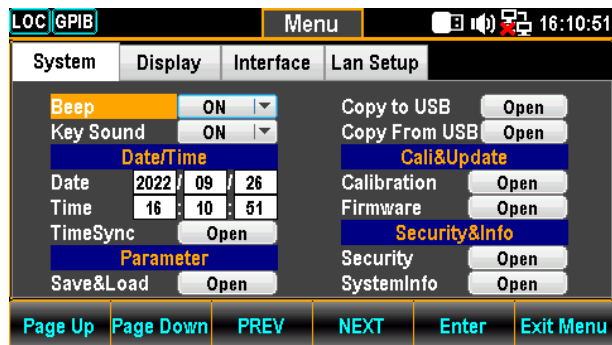 LOC GPIB Menu 16:10:51
System Display Interface Lan Setup
Beep ON Copy to USB Open
Key Sound ON Copy From USB Open
Date/Time Cali&Update
Date 2022 / 09 / 26 Calibration Open
Time 16 : 10 : 51 Firmware Open
TimeSync Open Security&Info
Parameter Security Open
Save&Load Open SystemInfo Open
Page Up Page Down PREV NEXT Enter Exit Menu